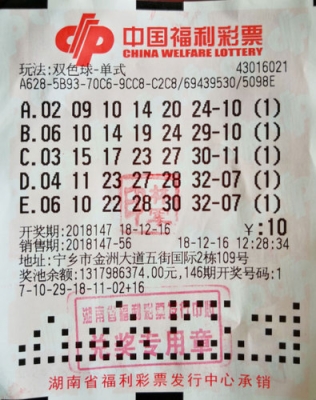 中国福利彩票
CHINA WELFARE LOTTERY
玩法:双色球-单式 43016021
A628-5B93-70C6-9CC8-C2C8/69439530/5098E
A.02 09 10 14 20 24-10 (1)
B.06 10 14 19 24 29-10 (1)
C.03 15 17 23 27 30-11 (1)
D.04 11 23 27 28 32-07 (1)
E.06 10 22 28 30 32-07 (1)
开奖期:2018147 18-12-16 ¥:10
销售期:2018147-56 18-12-16 12:28:34
地址:宁乡市金洲大道五街国际2栋109号
奖池余额:1317986374.00元,146期开奖号码:1
7-10-29-18-11-02+16
兑奖专用章
湖南省福利彩票发行中心承销